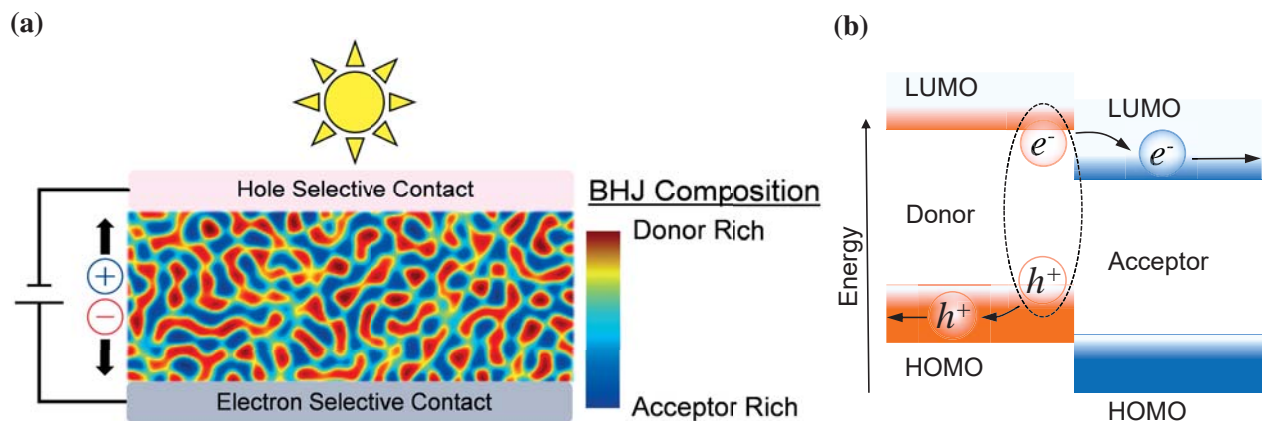 (a)
Hole Selective Contact
+
−
Electron Selective Contact
BHJ Composition
Donor Rich
Acceptor Rich
(b)
Energy
LUMO
LUMO
e-
e-
Donor
Acceptor
h+
h+
HOMO
HOMO